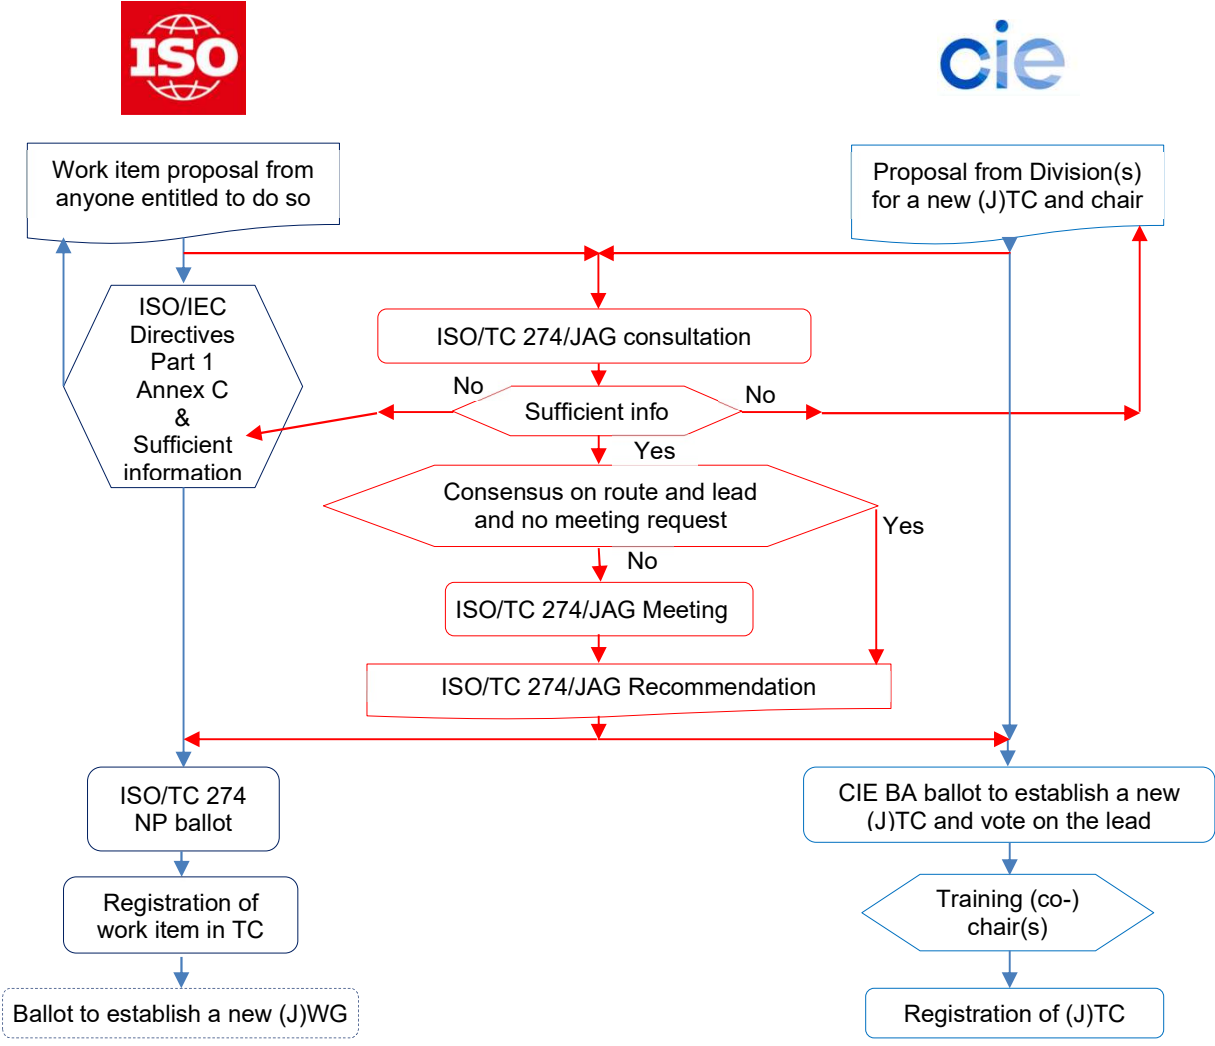 ISO
cie
Work item proposal from
anyone entitled to do so
Proposal from Division(s)
for a new (J)TC and chair
ISO/IEC
Directives
Part 1
Annex C
&
Sufficient
information
ISO/TC 274/JAG consultation
No
Sufficient info
No
Yes
Consensus on route and lead
and no meeting request
Yes
No
ISO/TC 274/JAG Meeting
ISO/TC 274/JAG Recommendation
ISO/TC 274
NP ballot
CIE BA ballot to establish a new
(J)TC and vote on the lead
Registration of
work item in TC
Training (co-)
chair(s)
Ballot to establish a new (J)WG
Registration of (J)TC